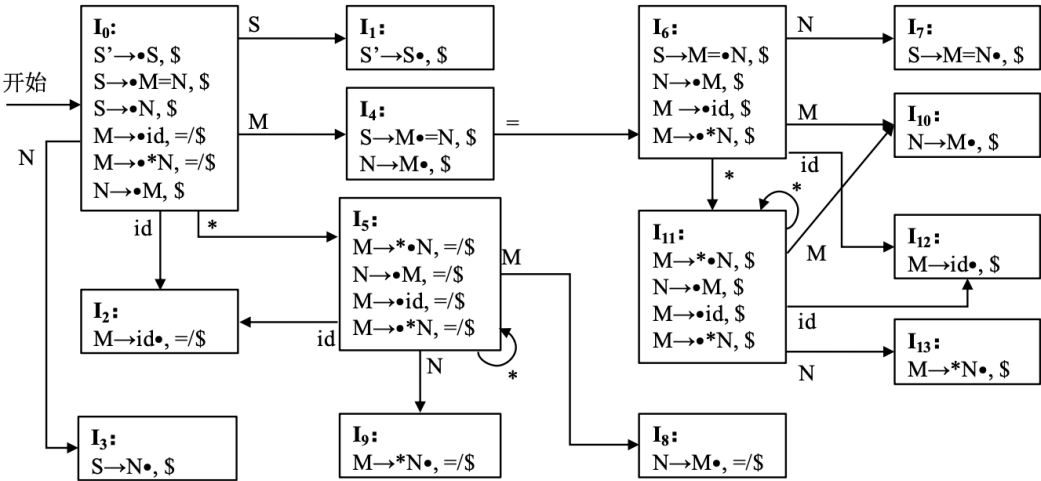 开始
I₀:
S’→•S, $
S→•M=N, $
S→•N, $
M→•id, =/$
M→•*N, =/$
N→•M, $
S
I₁:
S’→S•, $
M
I₄:
S→M•=N, $
N→M•, $
=
I₆:
S→M=•N, $
N→•M, $
M →•id, $
M→•*N, $
N
I₇:
S→M=N•, $
M
I₁₀:
N→M•, $
id
*
*
N
id
*
I₅:
M→*•N, =/$
N→•M, =/$
M→•id, =/$
M→•*N, =/$
M
I₁₁:
M→*•N, $
N→•M, $
M→•id, $
M→•*N, $
M
I₁₂:
M→id•, $
id
N
I₁₃:
M→*N•, $
I₂:
M→id•, =/$
id
N
*
I₃:
S→N•, $
I₉:
M→*N•, =/$
I₈:
N→M•, =/$